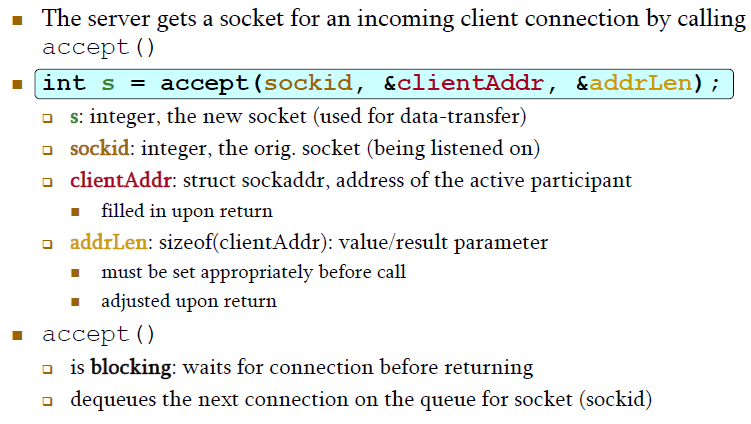 The server gets a socket for an incoming client connection by calling
accept()
int s = accept(sockid, &clientAddr, &addrLen);
s: integer, the new socket (used for data-transfer)
sockid: integer, the orig. socket (being listened on)
clientAddr: struct sockaddr, address of the active participant
filled in upon return
addrLen: sizeof(clientAddr): value/result parameter
must be set appropriately before call
adjusted upon return
accept()
is blocking: waits for connection before returning
dequeues the next connection on the queue for socket (sockid)